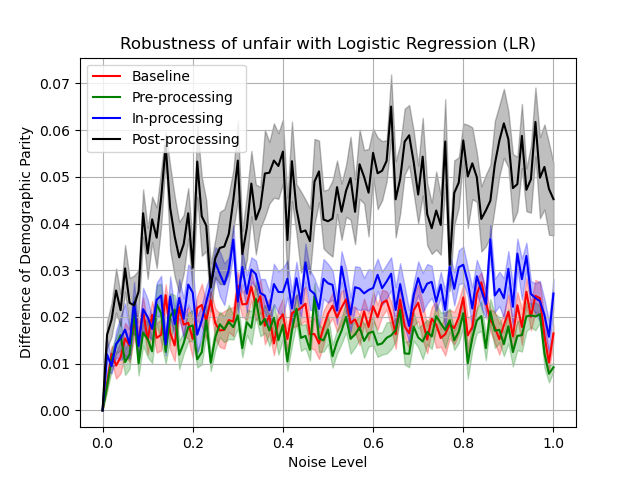 Robustness of unfair with Logistic Regression (LR)
Baseline
Pre-processing
In-processing
Post-processing
Difference of Demographic Parity
0.07
0.06
0.05
0.04
0.03
0.02
0.01
0.00
0.0 0.2 0.4 0.6 0.8 1.0
Noise Level